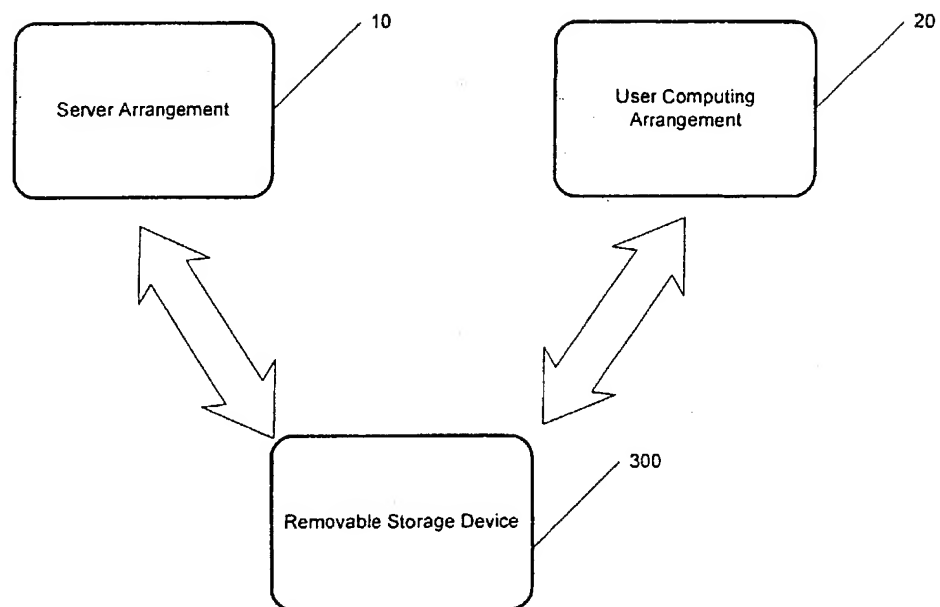 10
20
Server Arrangement
User Computing
Arrangement
300
Removable Storage Device